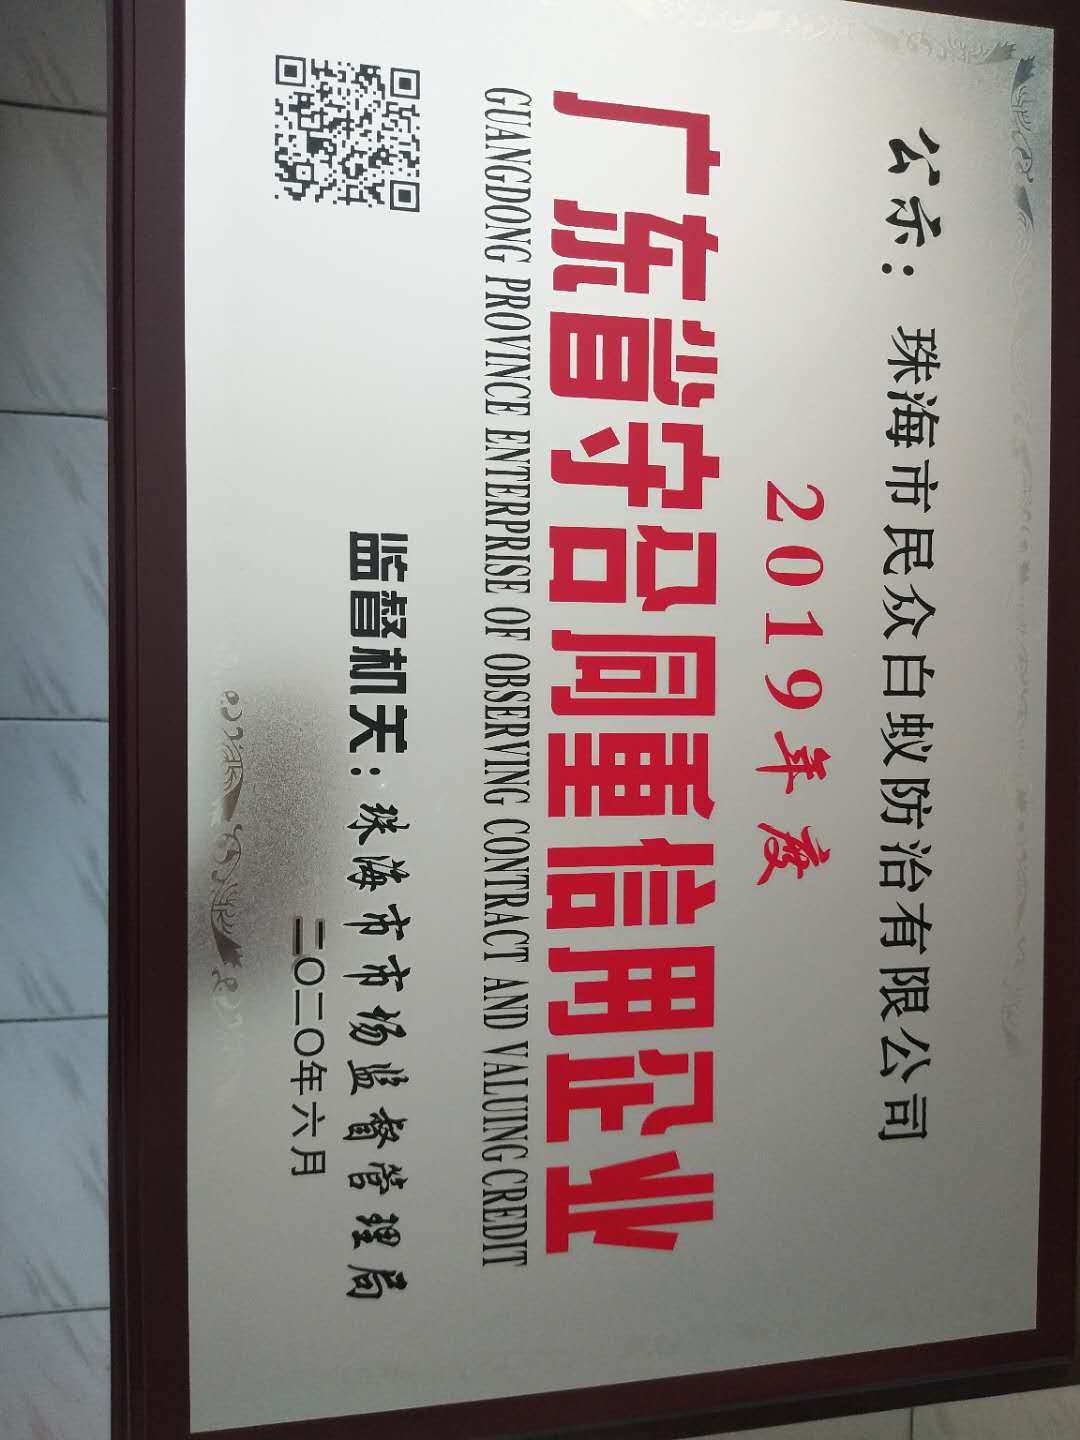 公示：珠海市民众白蚁防治有限公司
2019年度
广东省守合同重信用企业
GUANGDONG PROVINCE ENTERPRISE OF OBSERVING CONTRACT AND VALUING CREDIT
监督机关：珠海市市场监督管理局
二〇二〇年六月